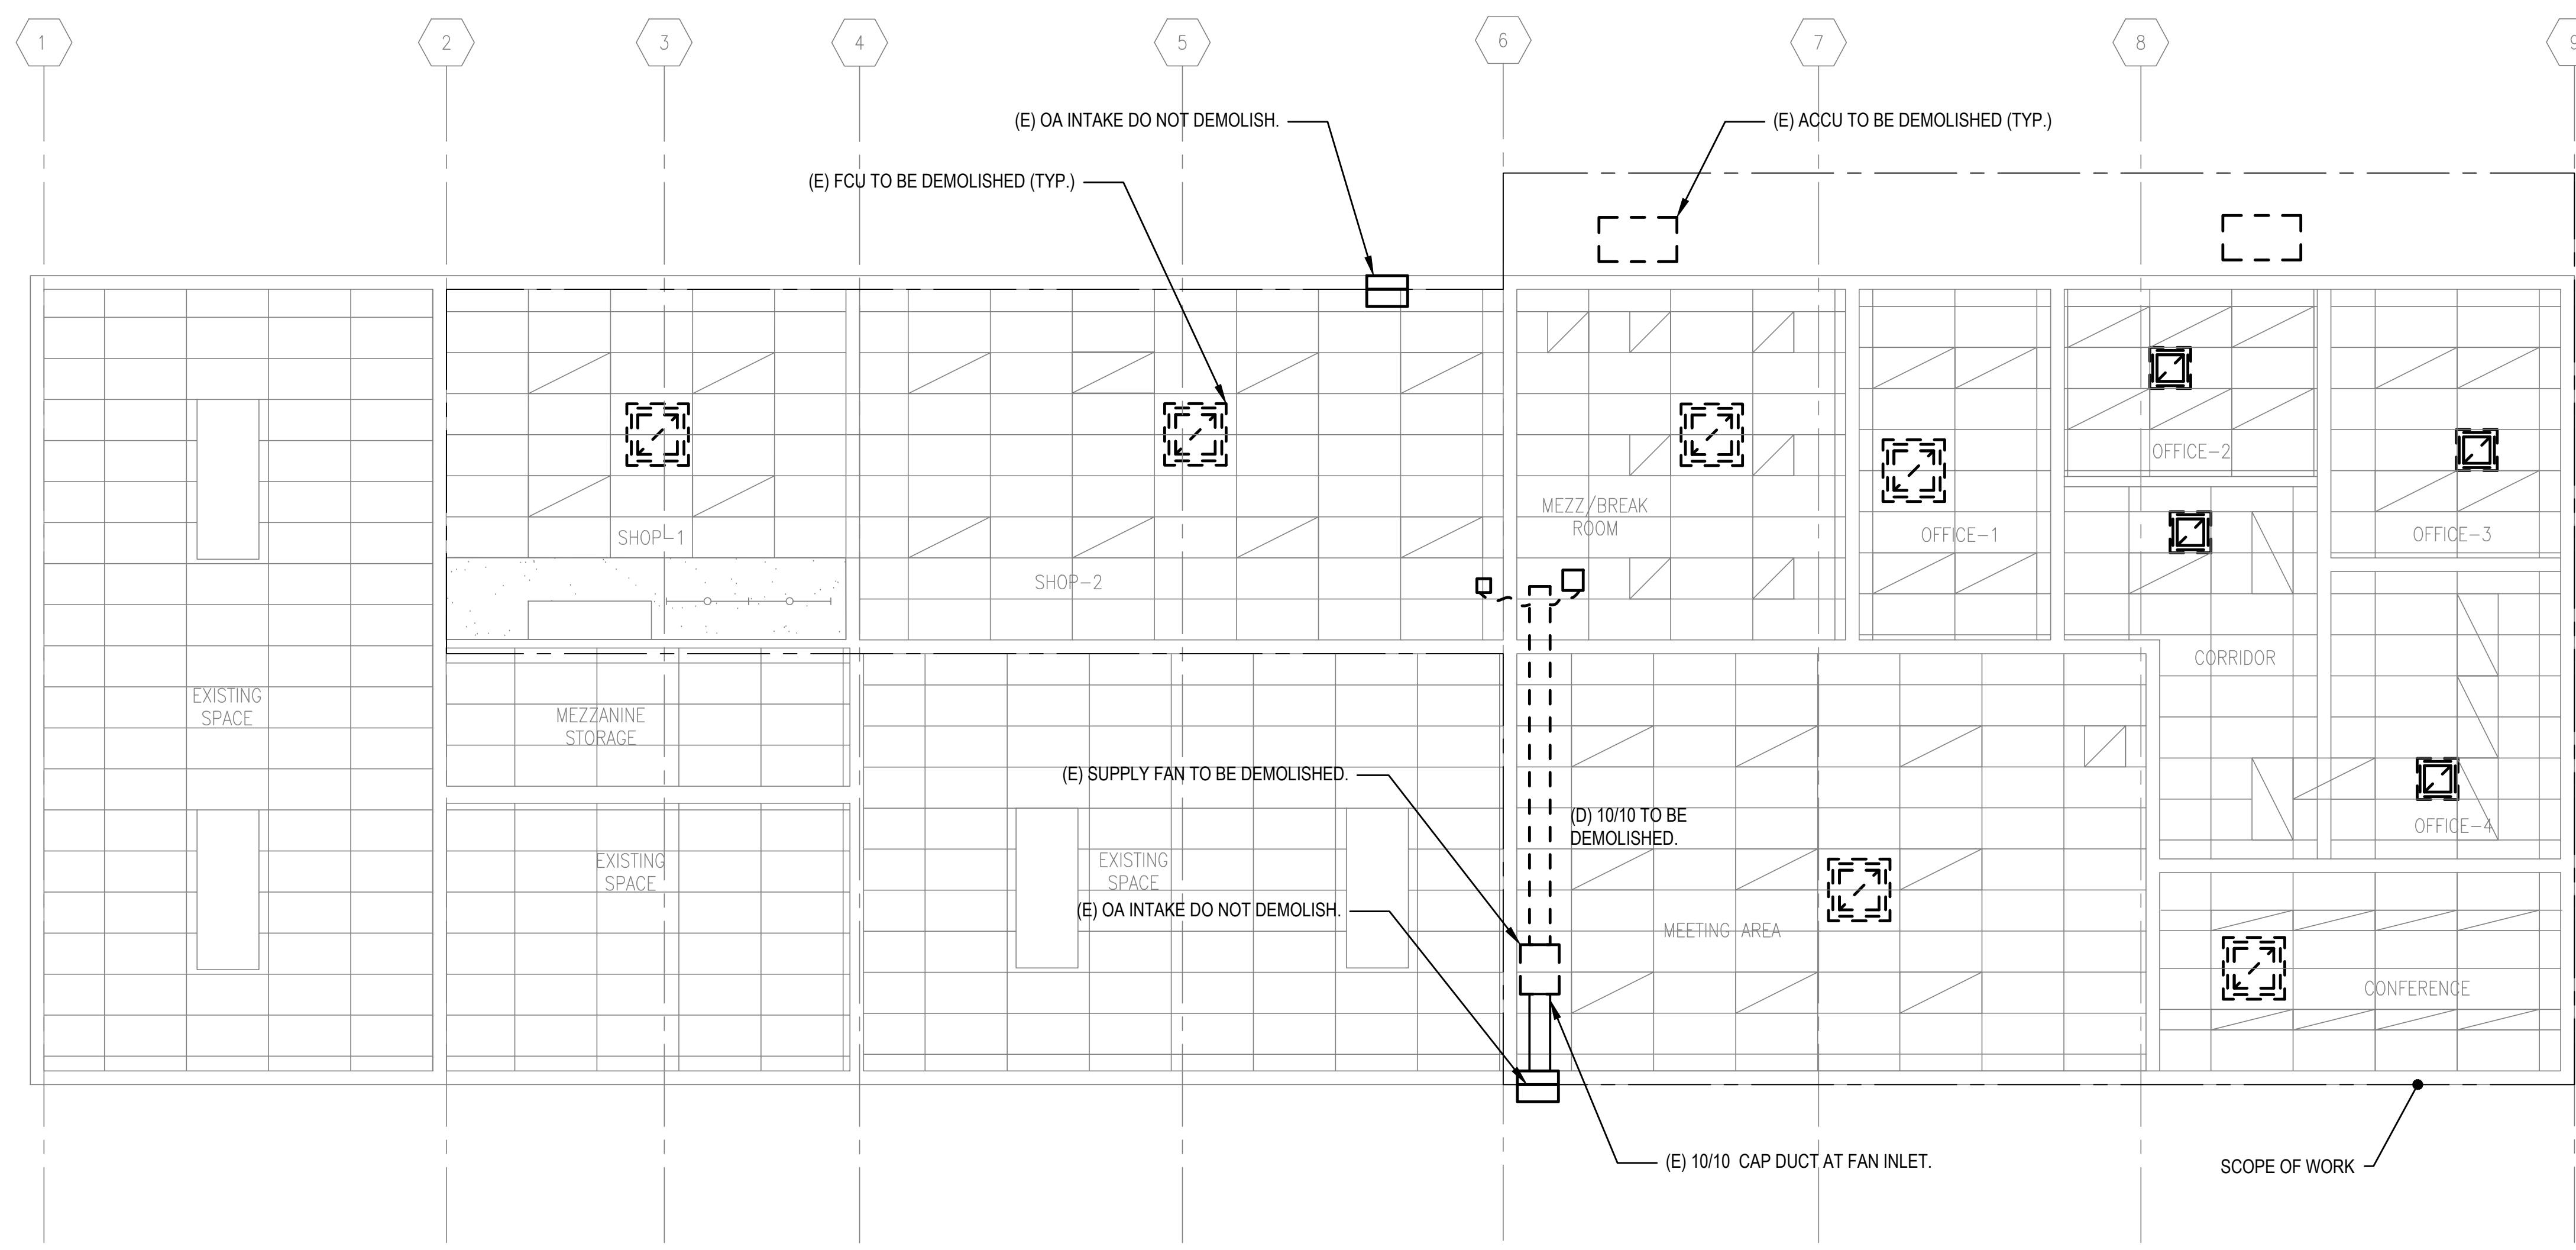 1
2
3
4
5
6
7
8
9
(E) OA INTAKE DO NOT DEMOLISH.
(E) ACCU TO BE DEMOLISHED (TYP.)
(E) FCU TO BE DEMOLISHED (TYP.)
OFFICE-2
MEZZ/BREAK
ROOM
SHOP-1
OFFICE-1
OFFICE-3
SHOP-2
CORRIDOR
EXISTING
SPACE
MEZZANINE
STORAGE
(E) SUPPLY FAN TO BE DEMOLISHED.
(D) 10/10 TO BE
DEMOLISHED.
OFFICE-4
EXISTING
SPACE
EXISTING
SPACE
(E) OA INTAKE DO NOT DEMOLISH.
MEETING AREA
CONFERENCE
(E) 10/10 CAP DUCT AT FAN INLET.
SCOPE OF WORK